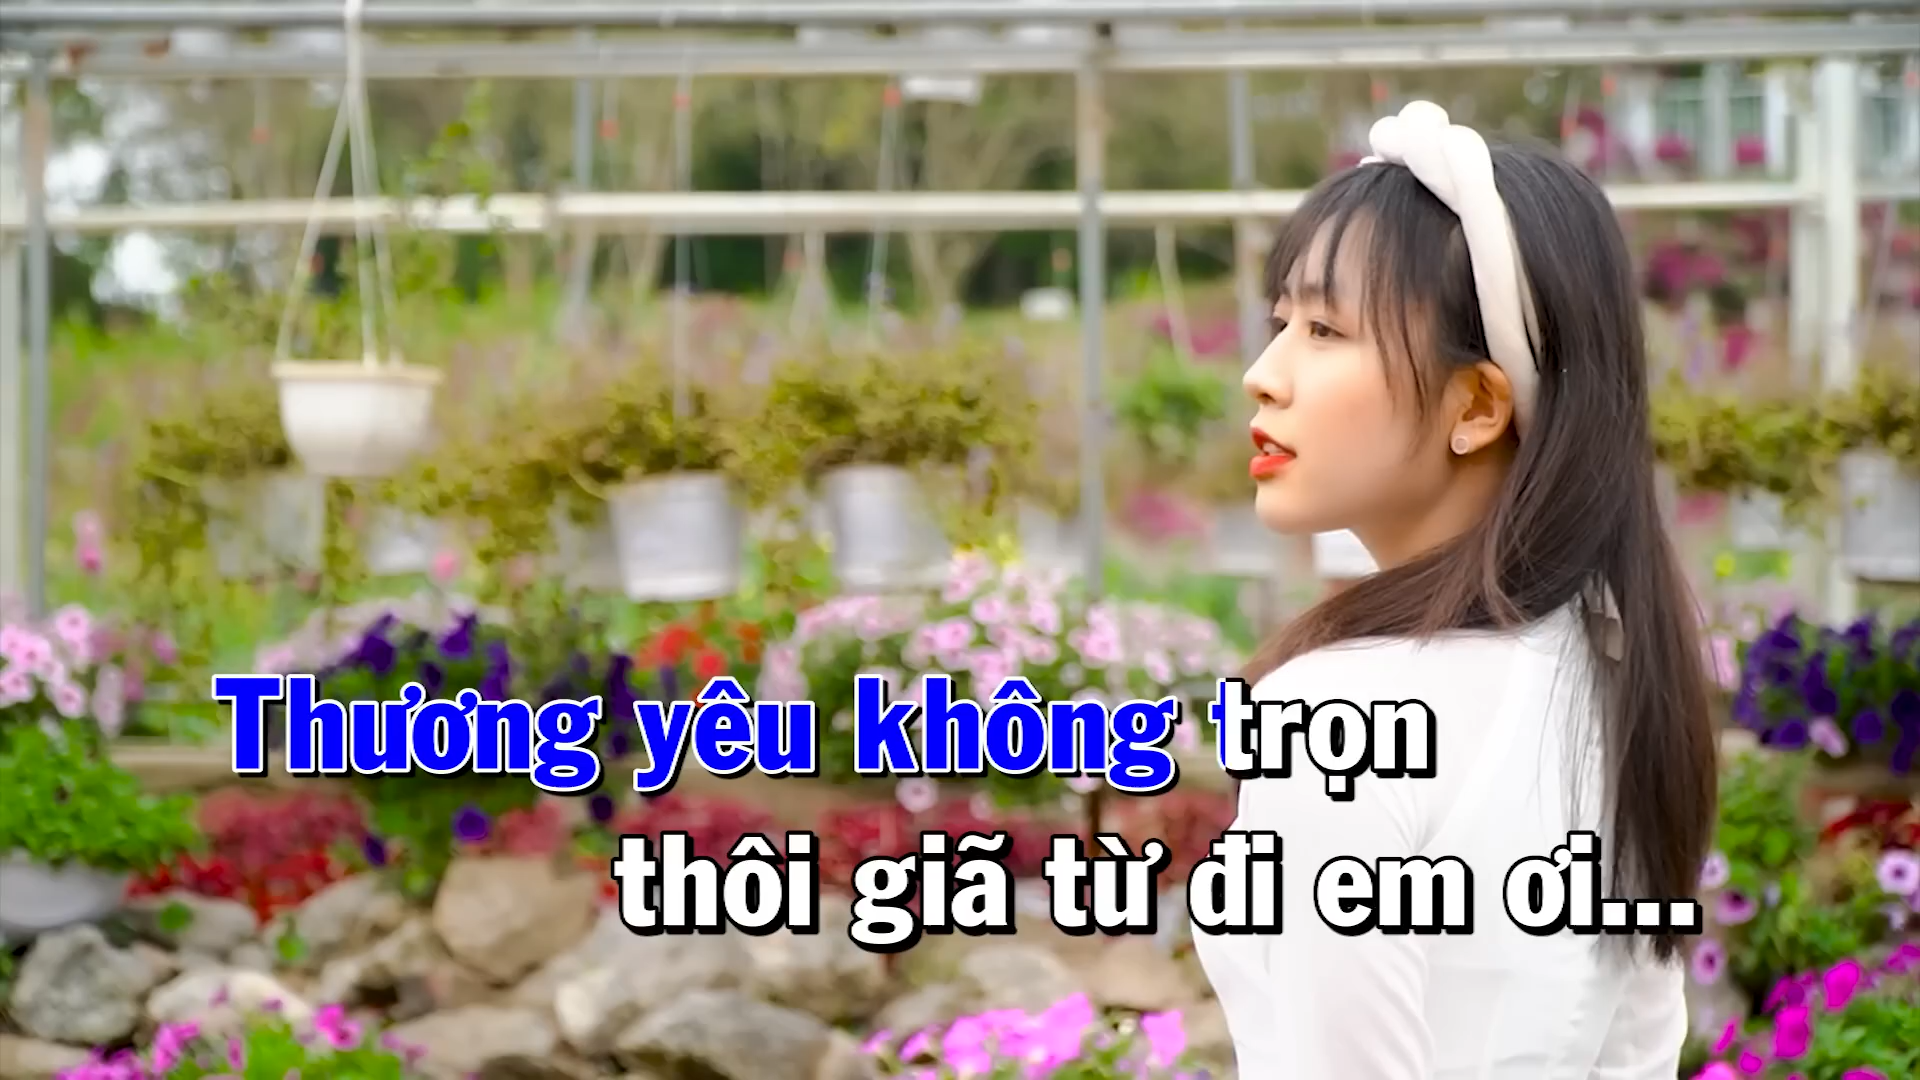 Thương yêu không trọn
thôi giã từ đi em ơi...